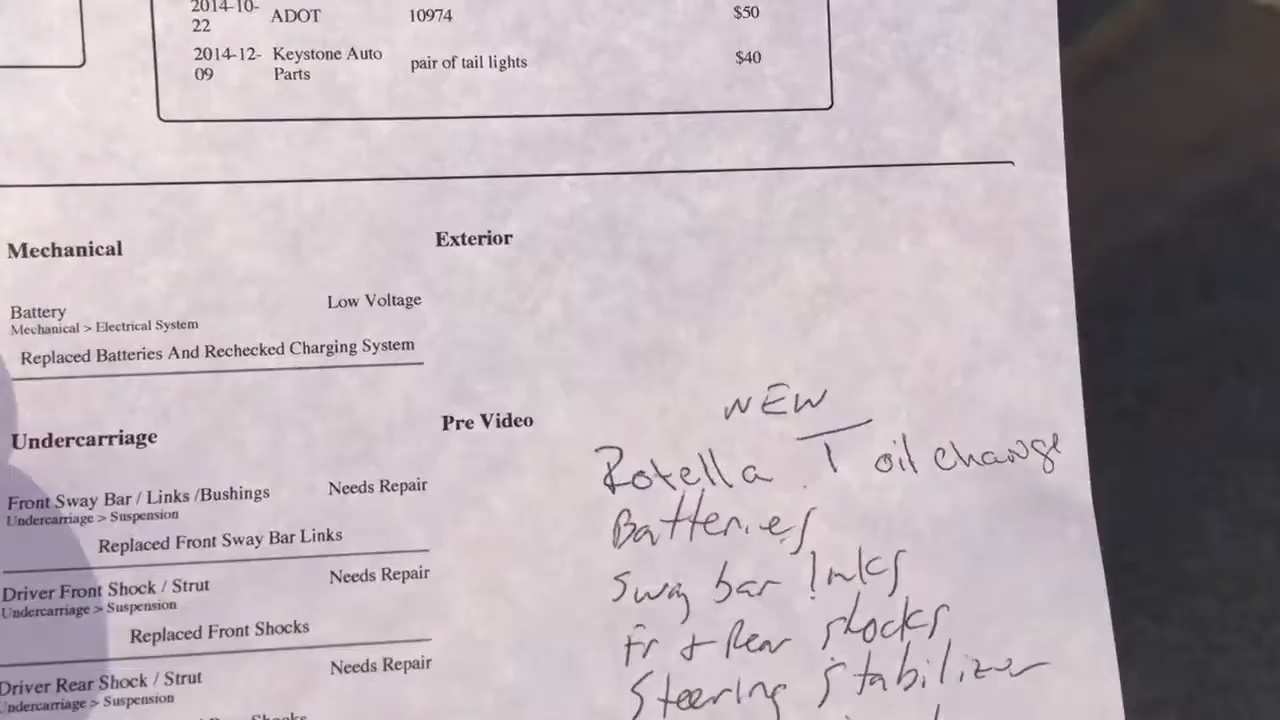 2014-10-22 ADOT 10974 $50
2014-12-09 Keystone Auto Parts pair of tail lights $40
Mechanical
Battery Low Voltage
Mechanical > Electrical System
Replaced Batteries And Rechecked Charging System
Exterior
Undercarriage
Front Sway Bar / Links /Bushings Needs Repair
Undercarriage > Suspension
Replaced Front Sway Bar Links
Driver Front Shock / Strut Needs Repair
Undercarriage > Suspension
Replaced Front Shocks
Driver Rear Shock / Strut Needs Repair
Undercarriage > Suspension
Shocks
Pre Video
NEW
Rotella T oil change
Batteries
Sway bar links
Fr + Rear shocks
Steering Stabilizer